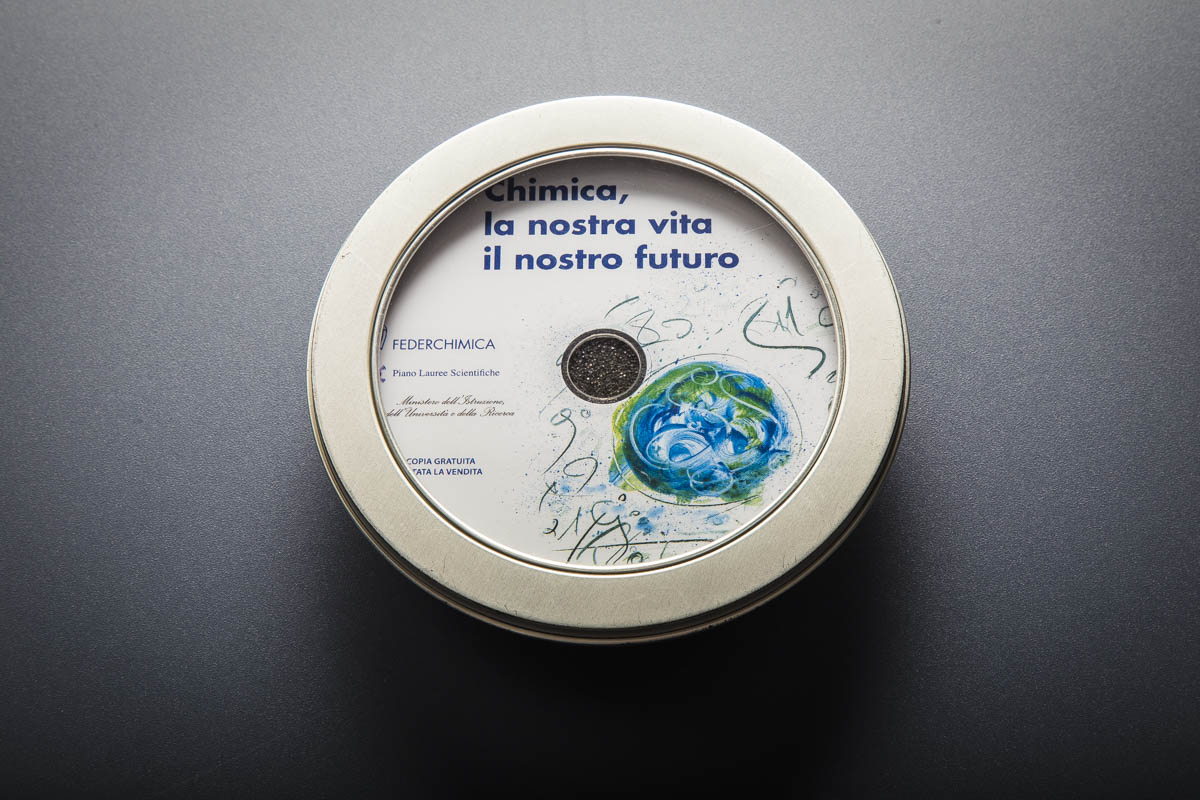 Chimica,
la nostra vita
il nostro futuro
FEDERCHIMICA
Piano Lauree Scientifiche
Ministero dell'Istruzione,
dell'Università e della Ricerca
COPIA GRATUITA
TATA LA VENDITA